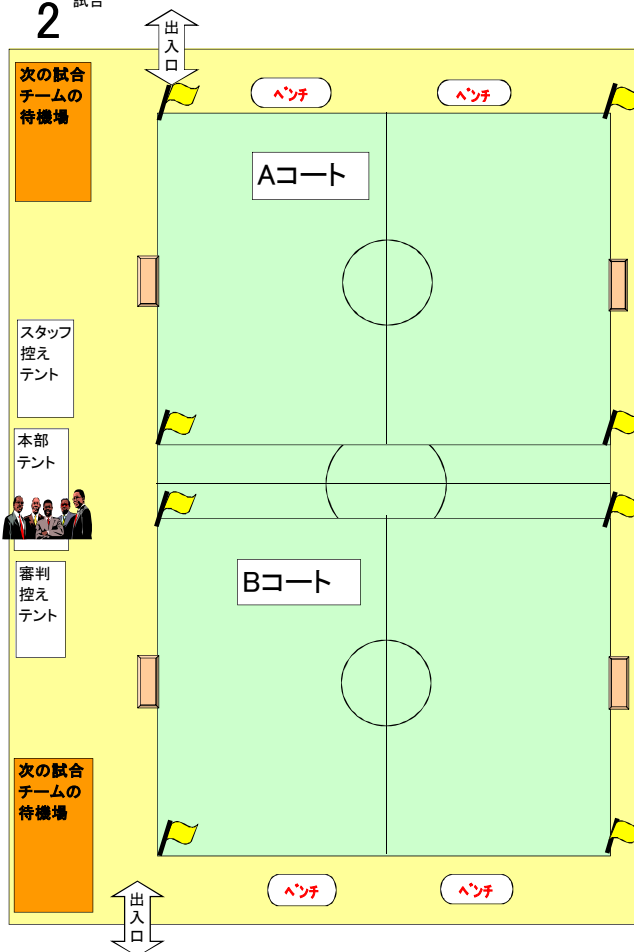 2
試合
出
入
口
次の試合
チームの
待機場
ベンチ
ベンチ
Aコート
スタッフ
控え
テント
本部
テント
審判
控え
テント
Bコート
次の試合
チームの
待機場
ベンチ
ベンチ
出
入
口